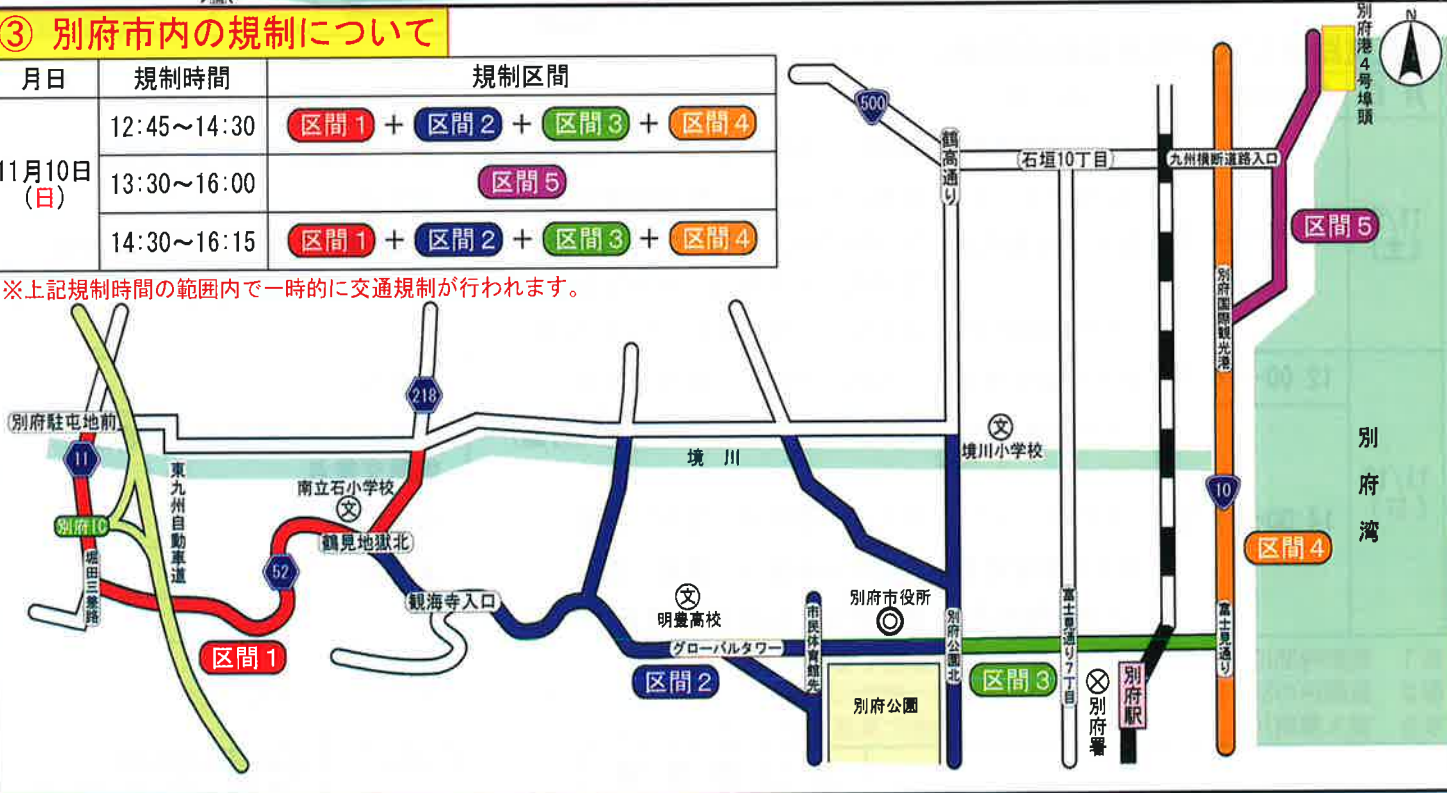 ③ 別府市内の規制について
月日 規制時間 規制区間
11月10日
(日)
12:45～14:30 区間1 + 区間2 + 区間3 + 区間4
13:30～16:00 区間5
14:30～16:15 区間1 + 区間2 + 区間3 + 区間4
※上記規制時間の範囲内で一時的に交通規制が行われます。
N
別府港4号埠頭
500
鶴高通り
石垣10丁目
九州横断道路入口
区間5
別府国際観光港
218
別府駐屯地前
11
東九州自動車道
境川
境川小学校
文
南立石小学校
文
鶴見地獄北
別府IC
堀田三差路
52
観海寺入口
10
区間4
別府湾
区間1
文
明豊高校
グローバルタワー
区間2
市民体育館先
別府市役所
別府公園
別府公園北
区間3
富士見通り7丁目
別府署
別府駅
富士見通り